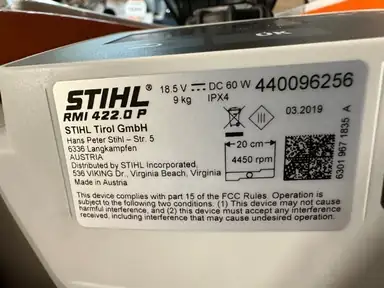 OK
STIHL
RMI 422.0 P
18.5 V ⎓ DC 60 W 440096256
9 kg IPX4
03.2019
STIHL Tirol GmbH
Hans Peter Stihl - Str. 5
6336 Langkampfen
AUSTRIA
Distributed by STIHL Incorporated.
536 VIKING Dr., Virginia Beach, Virginia
Made in Austria
20 cm
4450 rpm
6301 967 1835 A
This device complies with part 15 of the FCC Rules. Operation is
subject to the following two conditions. (1) This device may not cause
harmful interference, and (2) this device must accept any interference
received, including interference that may cause undesired operation.